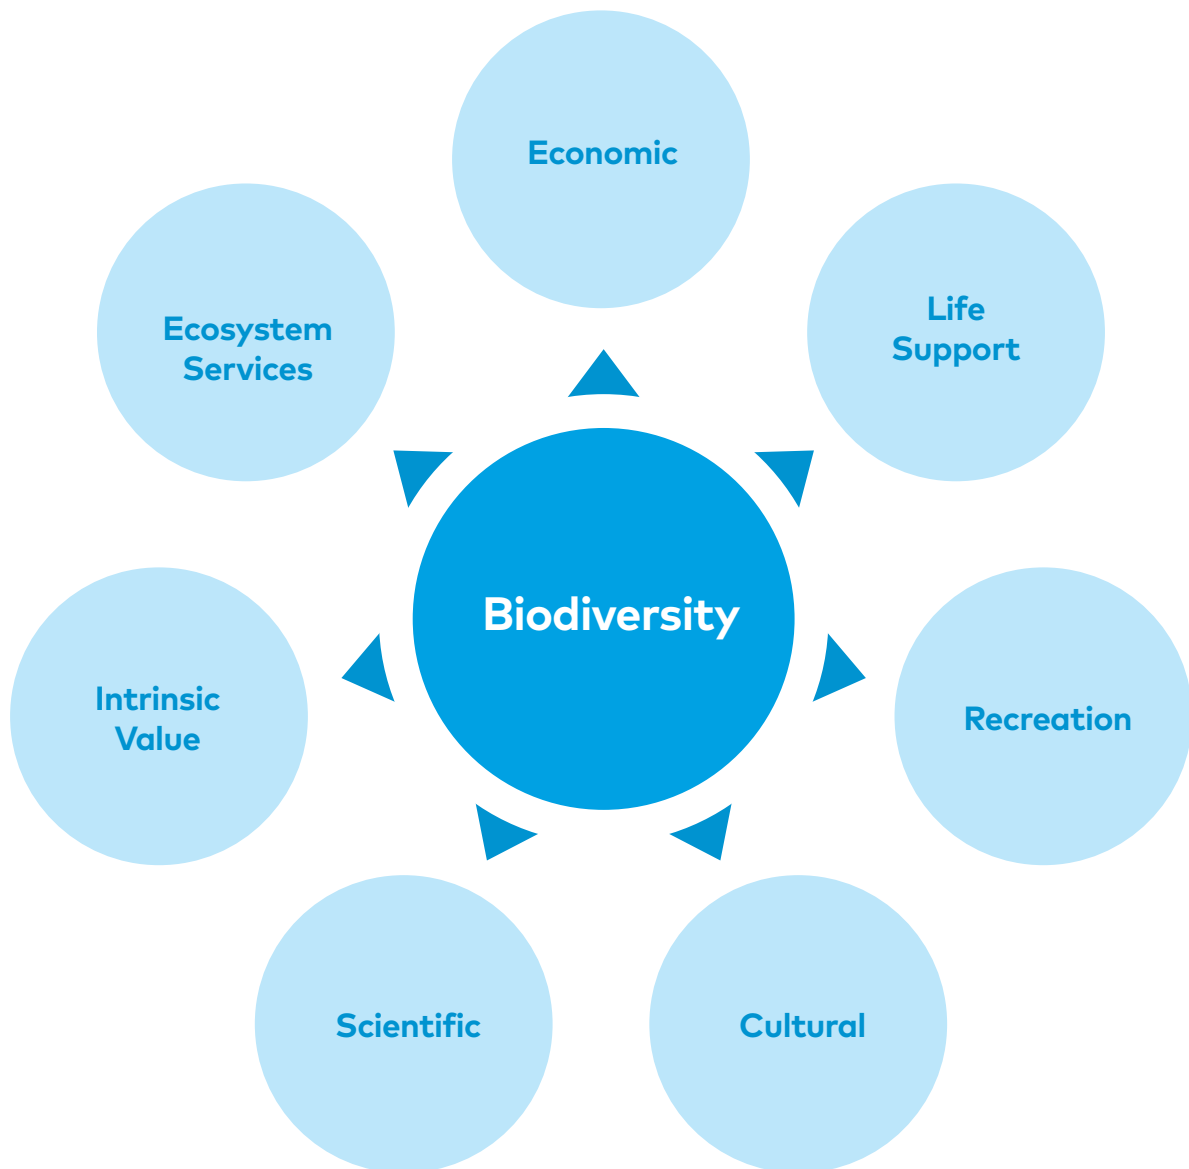 Economic
Life
Support
Ecosystem
Services
Biodiversity
Intrinsic
Value
Recreation
Scientific
Cultural